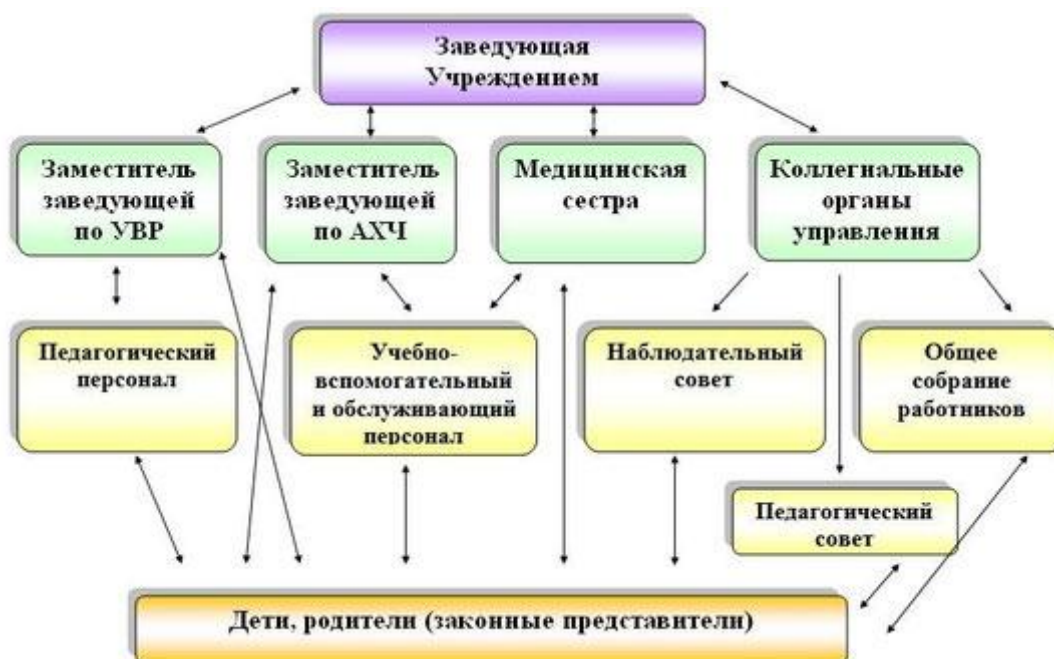 Заведующая
Учреждением
Заместитель
заведующей
по УВР
Заместитель
заведующей
по АХЧ
Медицинская
сестра
Коллегиальные
органы
управления
Педагогический
персонал
Учебно-
вспомогательный
и обслуживающий
персонал
Наблюдательный
совет
Общее
собрание
работников
Педагогический
совет
Дети, родители (законные представители)